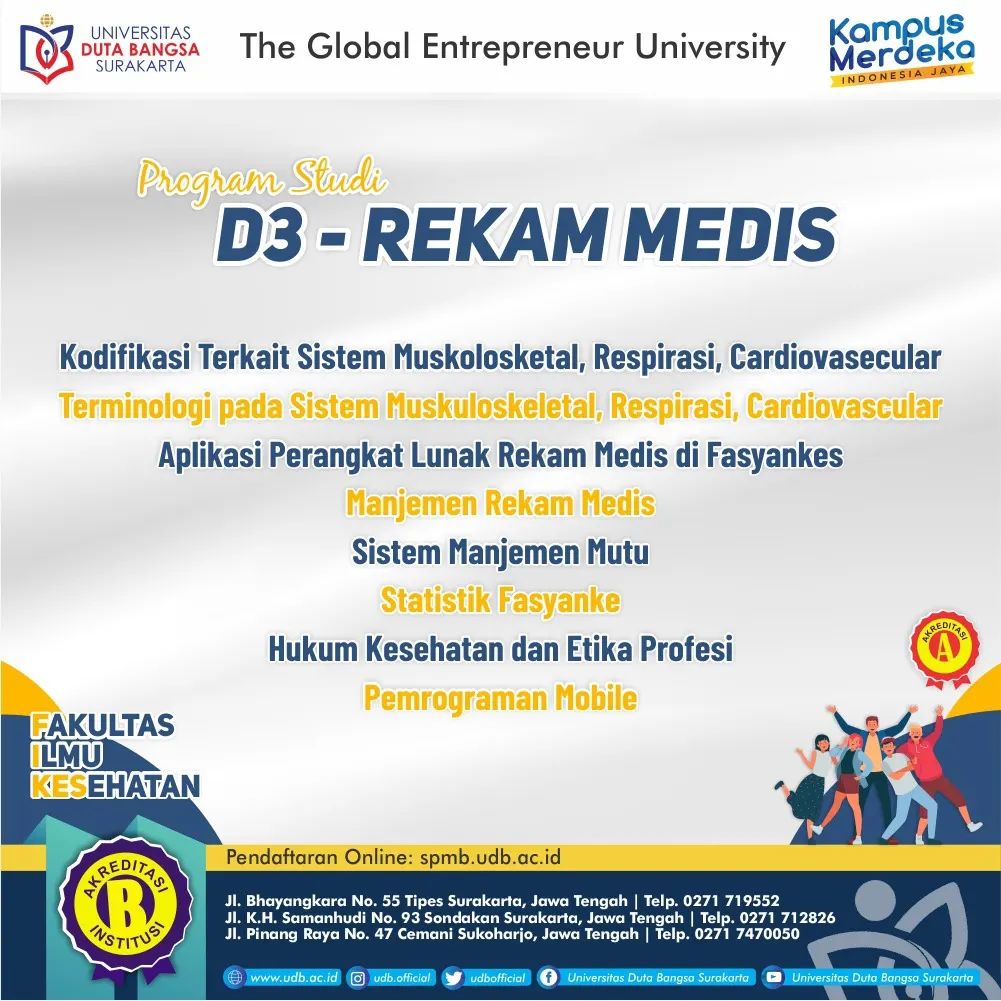 UNIVERSITAS
DUTA BANGSA
SURAKARTA
The Global Entrepreneur University
Kampus
Merdeka
INDONESIA JAYA
Program Studi
D3 - REKAM MEDIS
Kodifikasi Terkait Sistem Muskolosketal, Respirasi, Cardiovasecular
Terminologi pada Sistem Muskuloskeletal, Respirasi, Cardiovascular
Aplikasi Perangkat Lunak Rekam Medis di Fasyankes
Manjemen Rekam Medis
Sistem Manjemen Mutu
Statistik Fasyanke
Hukum Kesehatan dan Etika Profesi
Pemrograman Mobile
AKREDITASI
A
FAKULTAS
ILMU
KESEHATAN
AKREDITASI
B
INSTITUSI
Pendaftaran Online: spmb.udb.ac.id
Jl. Bhayangkara No. 55 Tipes Surakarta, Jawa Tengah | Telp. 0271 719552
Jl. K.H. Samanhudi No. 93 Sondakan Surakarta, Jawa Tengah | Telp. 0271 712826
Jl. Pinang Raya No. 47 Cemani Sukoharjo, Jawa Tengah | Telp. 0271 7470050
www.udb.ac.id udb.official udbofficial Universitas Duta Bangsa Surakarta Universitas Duta Bangsa Surakarta